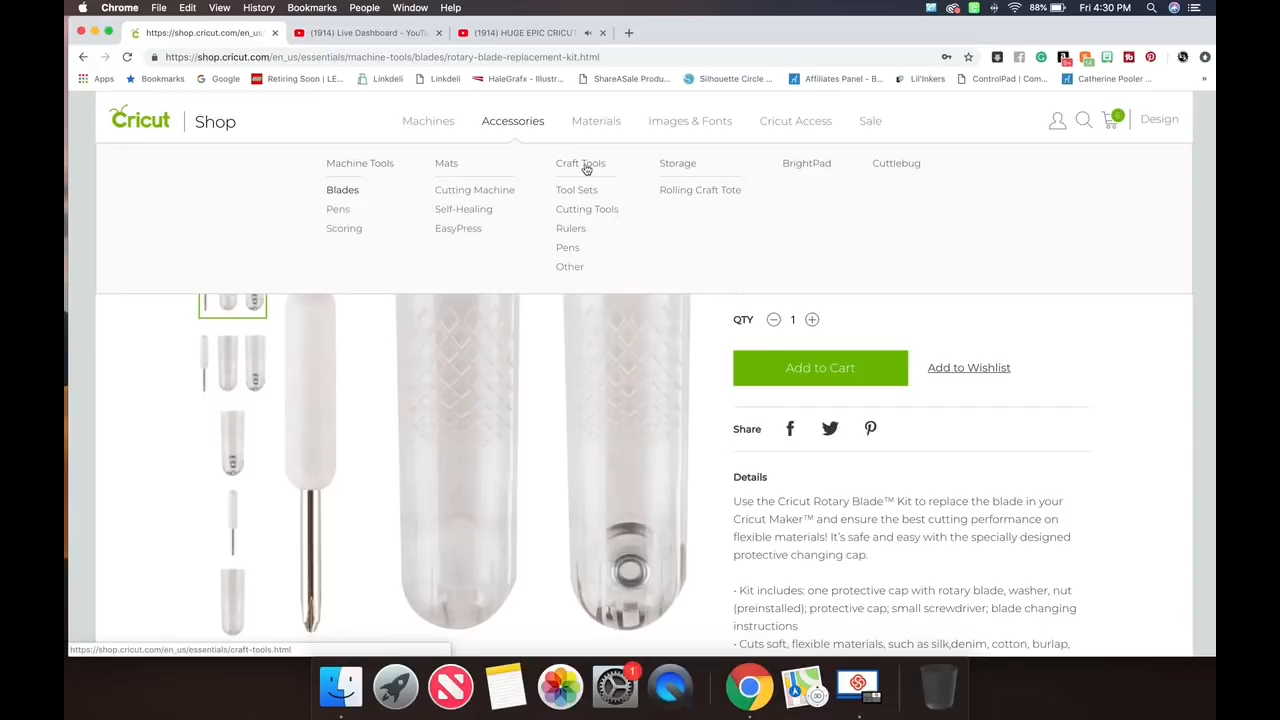 Chrome File Edit View History Bookmarks People Window Help 88% Fri 4:30 PM
https://shop.cricut.com/en_us/ (1914) Live Dashboard - YouTu (1914) HUGE EPIC CRICUT
https://shop.cricut.com/en_us/essentials/machine-tools/blades/rotary-blade-replacement-kit.html
Apps Bookmarks Google Retiring Soon | LE... Linkdeli Linkdeli HaleGrafx - Illustr... ShareASale Produ... Silhouette Circle ... Affiliates Panel - B... Lil'Inkers ControlPad | Com... Catherine Pooler ... »
Cricut Shop Machines Accessories Materials Images & Fonts Cricut Access Sale Design
Machine Tools Mats Craft Tools Storage BrightPad Cuttlebug
Blades Cutting Machine Tool Sets Rolling Craft Tote
Pens Self-Healing Cutting Tools
Scoring EasyPress Rulers
Pens
Other
QTY 1
Add to Cart Add to Wishlist
Share
Details
Use the Cricut Rotary Blade™ Kit to replace the blade in your
Cricut Maker™ and ensure the best cutting performance on
flexible materials! It's safe and easy with the specially designed
protective changing cap.
• Kit includes: one protective cap with rotary blade, washer, nut
(preinstalled); protective cap; small screwdriver; blade changing
instructions
• Cuts soft, flexible materials, such as silk,denim, cotton, burlap,
https://shop.cricut.com/en_us/essentials/craft-tools.html
1
3D